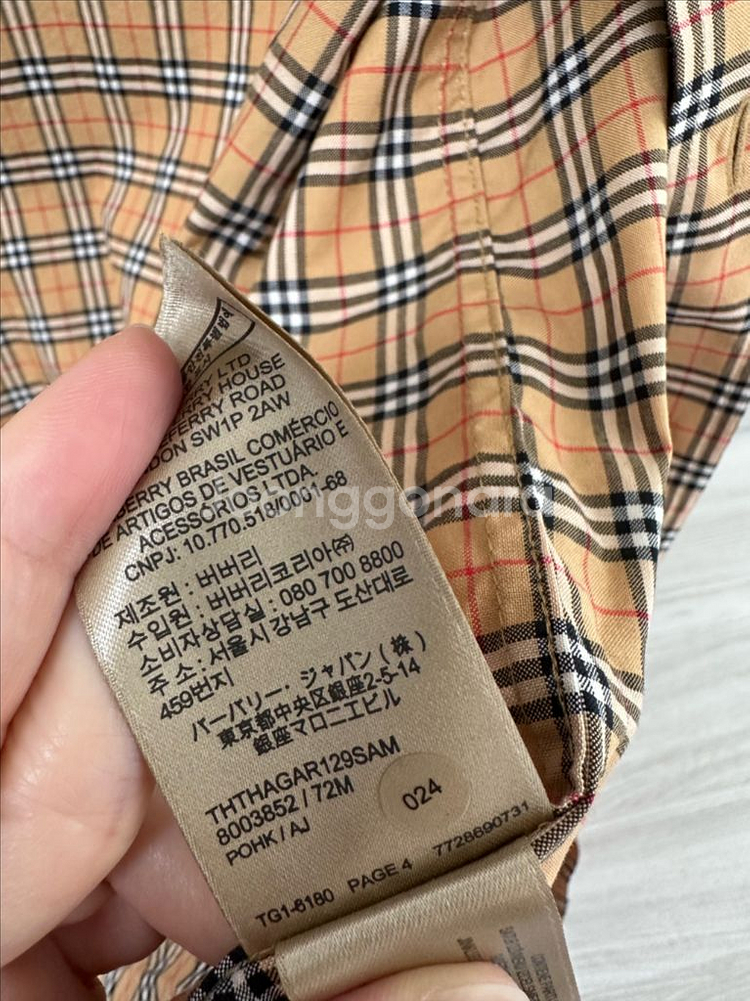 RY LTD
RRY HOUSE
FERRY ROAD
DON SW1P 2AW
BERRY BRASIL COMÉRCIO
DE ARTIGOS DE VESTUÁRIO E
ACESSÓRIOS LTDA.
CNPJ: 10.770.518/0001-68
제조원 : 버버리
수입원 : 버버리코리아㈜
소비자상담실 : 080 700 8800
주 소 : 서울시 강남구 도산대로
459번지
バーバリー・ジャパン(株)
東京都中央区銀座2-5-14
銀座マロニエビル
THTHAGAR129SAM
8003852 / 72M
POHK / AJ
024
TG1-6180 PAGE 4 7728690731